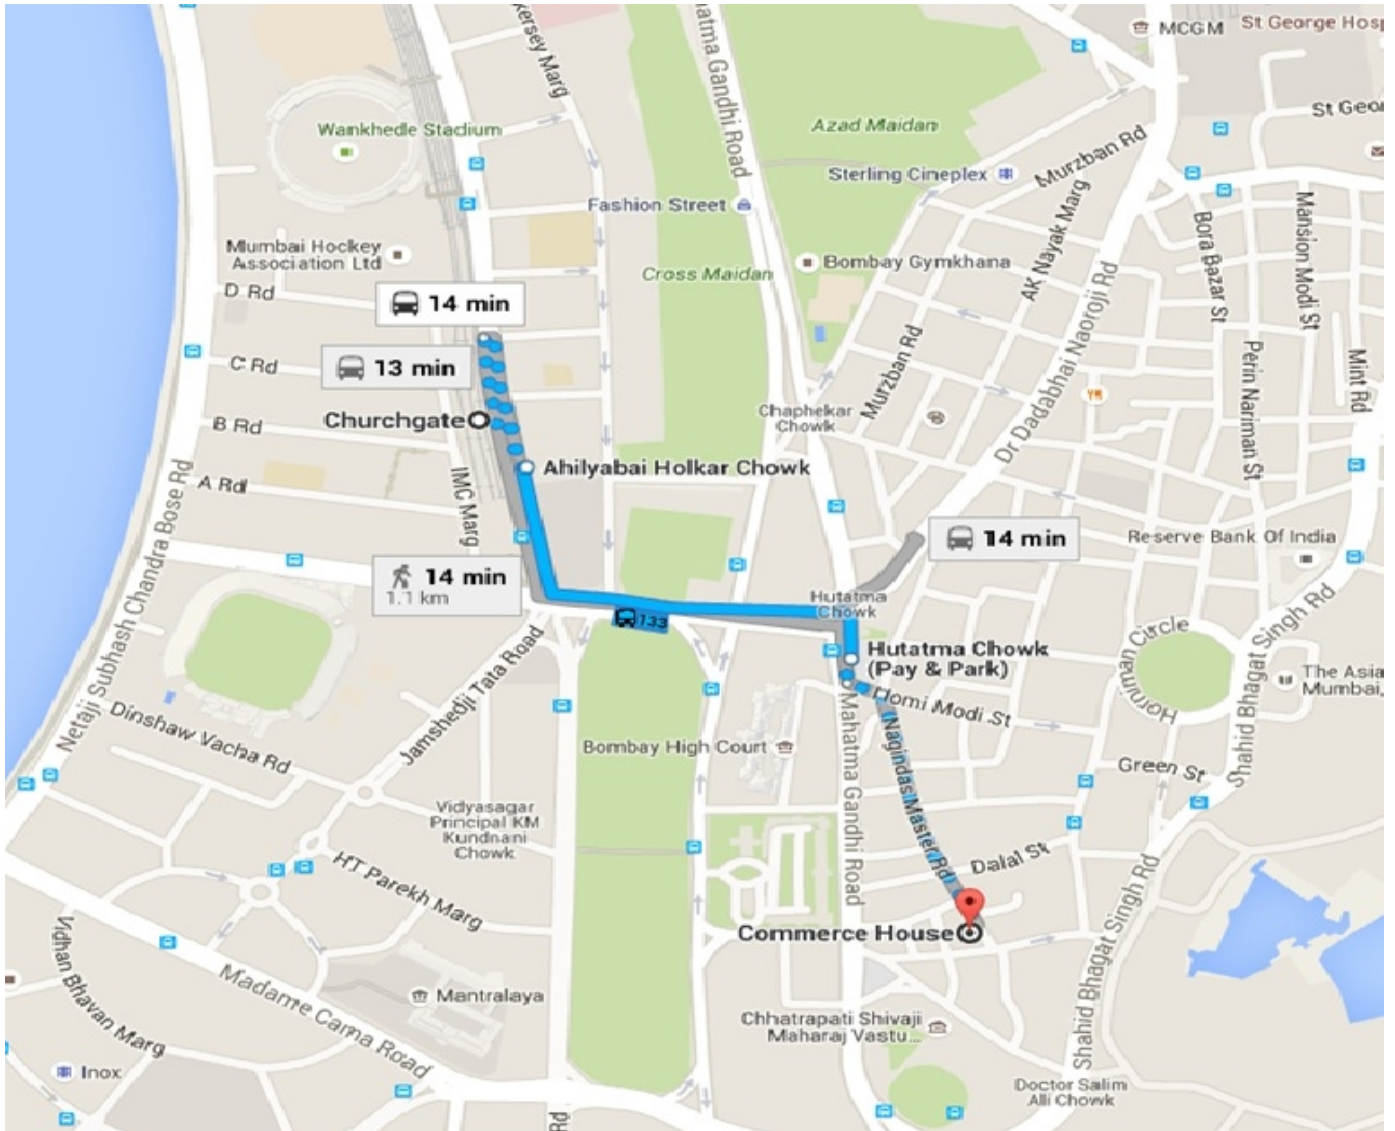 MCGM
St George Hosp
kersey Marg
Mahatma Gandhi Road
St Geor
Wamkhedle Stadium
Azad Maidan
Murzban Rd
Sterling Cineplex
AK Nayak Marg
Fashion Street
Bora Bazar St
Mansion Modi St
Mumbai Hockey
Association Ltd
Cross Maidan
Bombay Gymkhana
D Rd
14 min
Dr Dadabhai Naoroji Rd
C Rd
13 min
Murzban Rd
Perin Nariman St
Mint Rd
Churchgate
B Rd
Chaphekar
Chowk
Ahilyabai Holkar Chowk
A Rd
IMC Marg
Netaji Subhash Chandra Bose Rd
14 min
Reserve Bank Of India
14 min
1.1 km
Hutatma
Chowk
133
Hutatma Chowk
(Pay & Park)
Horniman Circle
Shahid Bhagat Singh Rd
The Asia
Mumbai,
Homi Modi St
Jamshedji Tata Road
Dinshaw Vacha Rd
Bombay High Court
Mahatma Gandhi Road
Nagindas Master Rd
Green St
Vidyasagar
Principal KM
Kundnani
Chowk
HT Parekh Marg
Dalal St
Commerce House
Shahid Bhagat Singh Rd
Vidhan Bhavan Marg
Madame Cama Road
Mantralaya
Chhatrapati Shivaji
Maharaj Vastu...
Inox
Doctor Salim
Alli Chowk
Rd